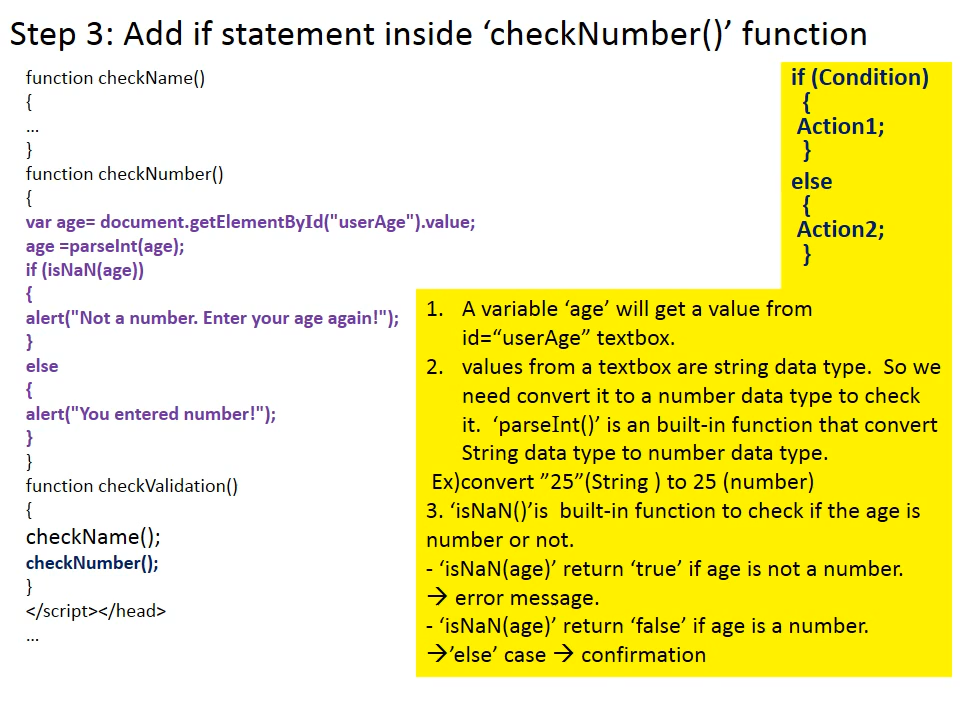 Step 3: Add if statement inside ‘checkNumber()’ function
function checkName()
{
...
}
function checkNumber()
{
var age= document.getElementById("userAge").value;
age =parseInt(age);
if (isNaN(age))
{
alert("Not a number. Enter your age again!");
}
else
{
alert("You entered number!");
}
}
function checkValidation()
{
checkName();
checkNumber();
}
</script></head>
...
if (Condition)
{
Action1;
}
else
{
Action2;
}
1. A variable ‘age’ will get a value from
id=“userAge” textbox.
2. values from a textbox are string data type. So we
need convert it to a number data type to check
it. ‘parseInt()’ is an built-in function that convert
String data type to number data type.
Ex)convert ”25”(String ) to 25 (number)
3. ‘isNaN()’is built-in function to check if the age is
number or not.
- ‘isNaN(age)’ return ‘true’ if age is not a number.
→ error message.
- ‘isNaN(age)’ return ‘false’ if age is a number.
→’else’ case → confirmation